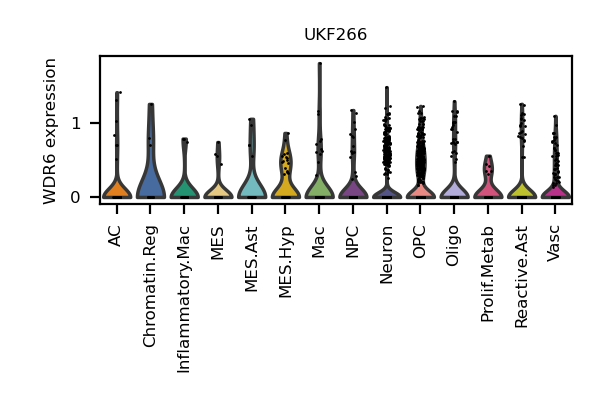 UKF266
WDR6 expression
1
0
AC
Chromatin.Reg
Inflammatory.Mac
MES
MES.Ast
MES.Hyp
Mac
NPC
Neuron
OPC
Oligo
Prolif.Metab
Reactive.Ast
Vasc